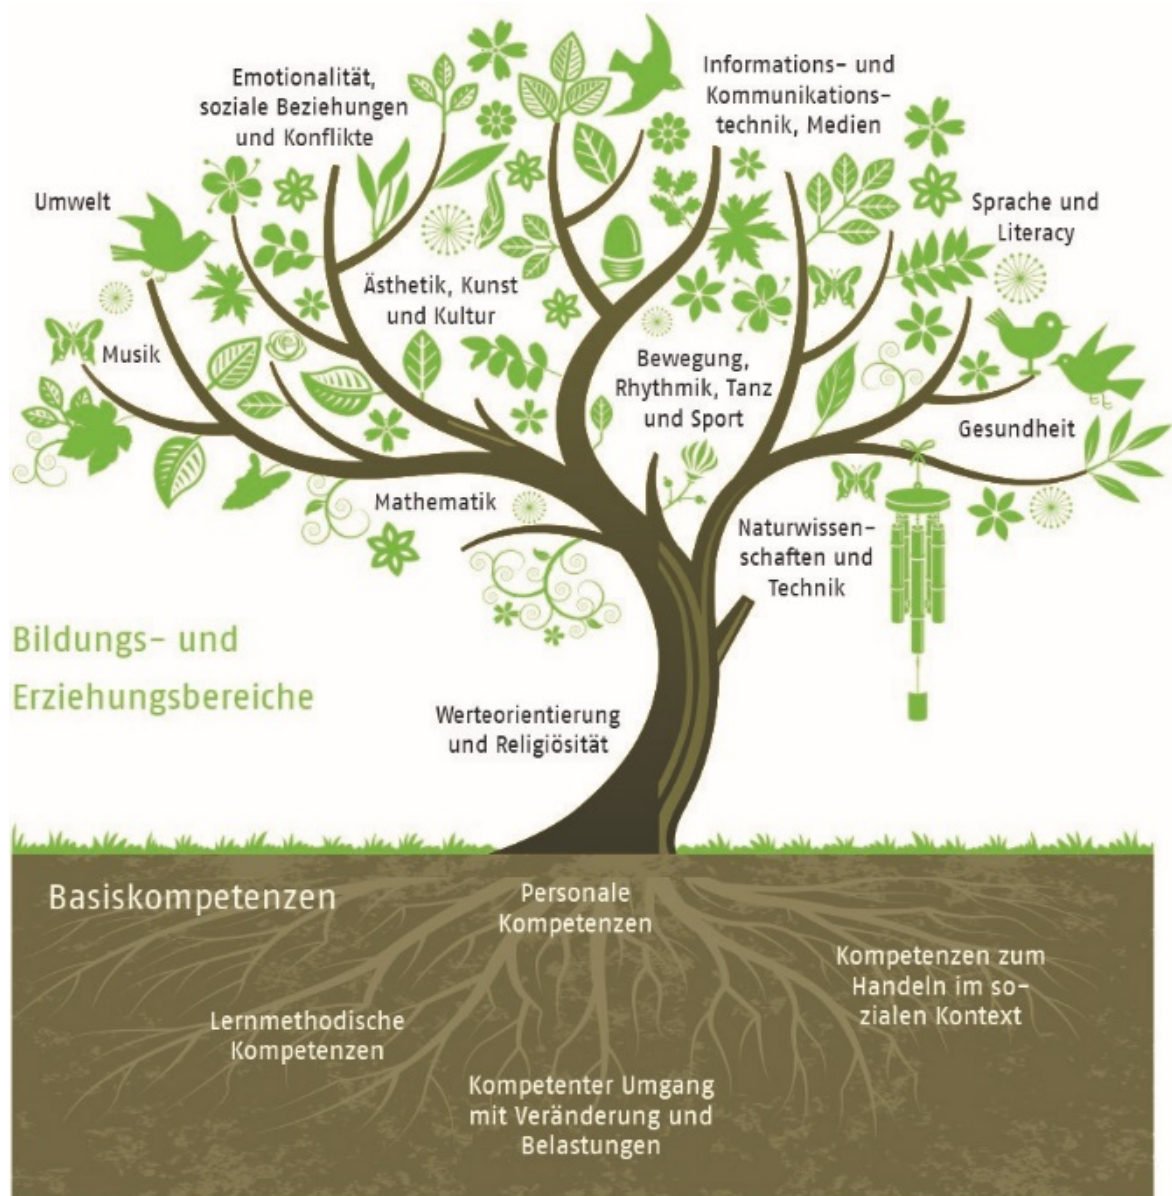 Emotionalität,
soziale Beziehungen
und Konflikte
Informations- und
Kommunikations-
technik, Medien
Umwelt
Sprache und
Literacy
Ästhetik, Kunst
und Kultur
Musik
Bewegung,
Rhythmik, Tanz
und Sport
Gesundheit
Mathematik
Naturwissen-
schaften und
Technik
Bildungs- und
Erziehungsbereiche
Werteorientierung
und Religiösität
Basiskompetenzen
Personale
Kompetenzen
Kompetenzen zum
Handeln im so-
zialen Kontext
Lernmethodische
Kompetenzen
Kompetenter Umgang
mit Veränderung und
Belastungen